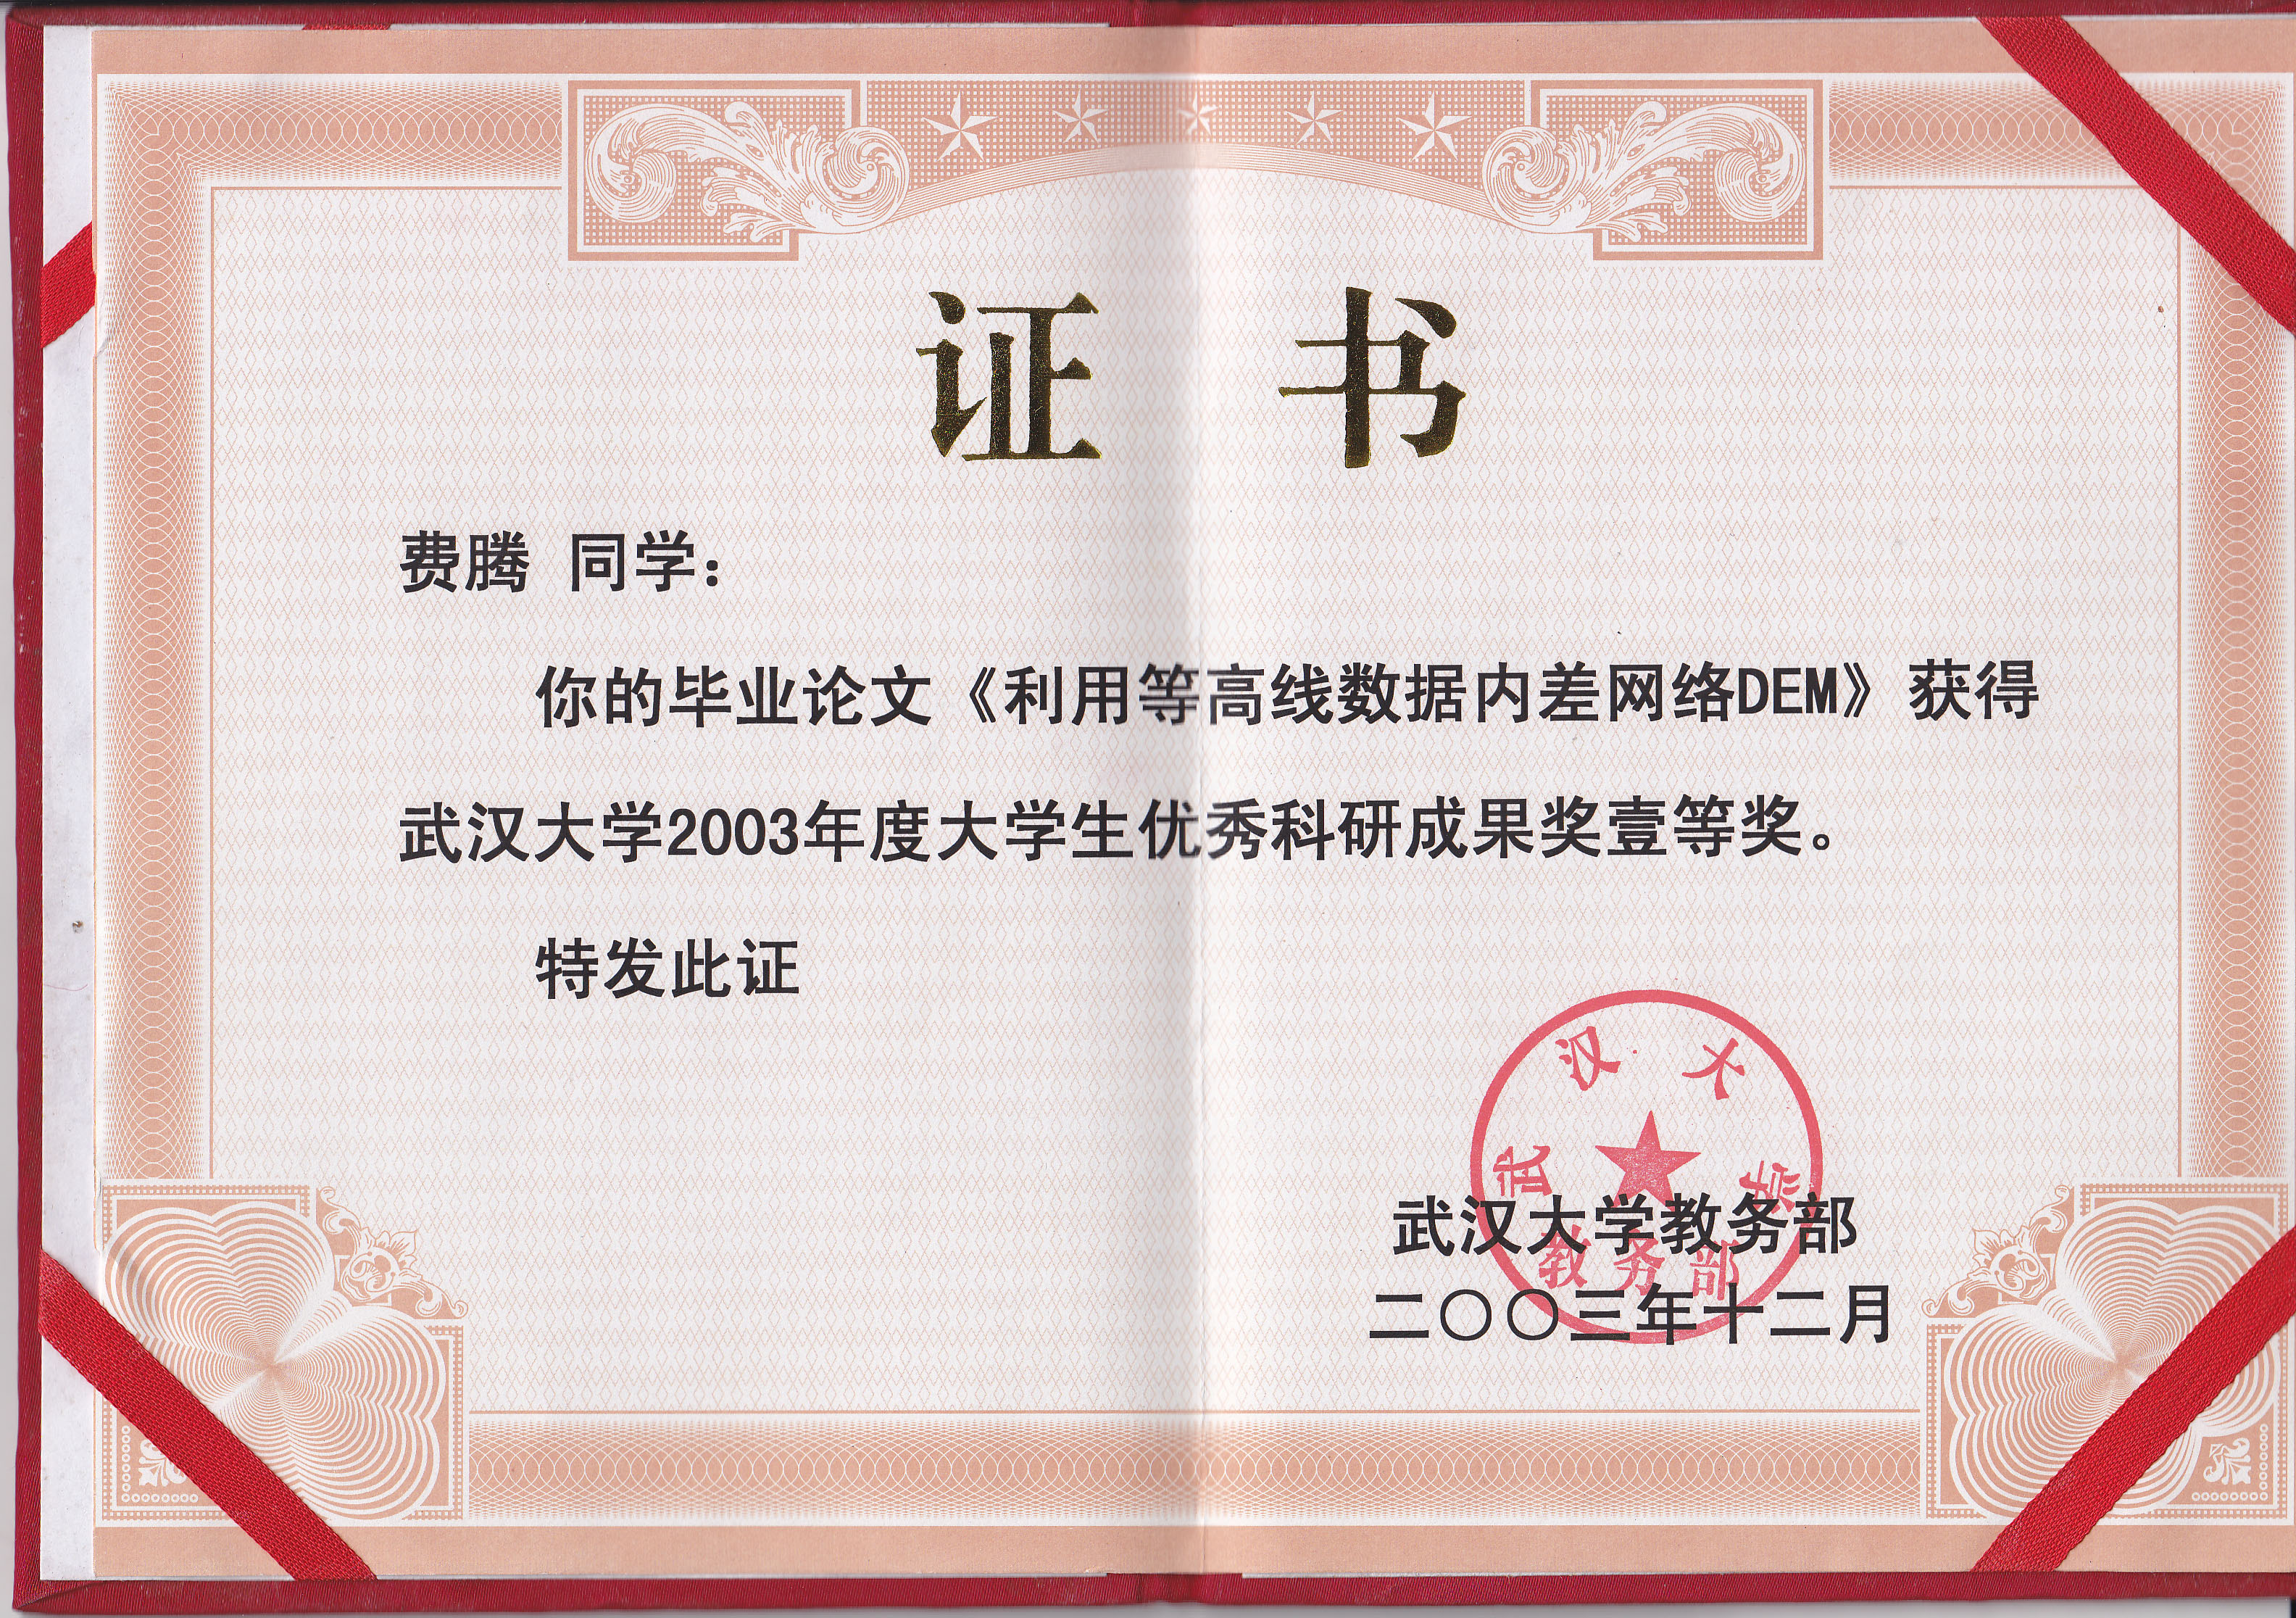 证书
费腾 同学：
你的毕业论文《利用等高线数据内差网络DEM》获得
武汉大学2003年度大学生优秀科研成果奖壹等奖。
特发此证
武汉大学
教务部
武汉大学教务部
二〇〇三年十二月